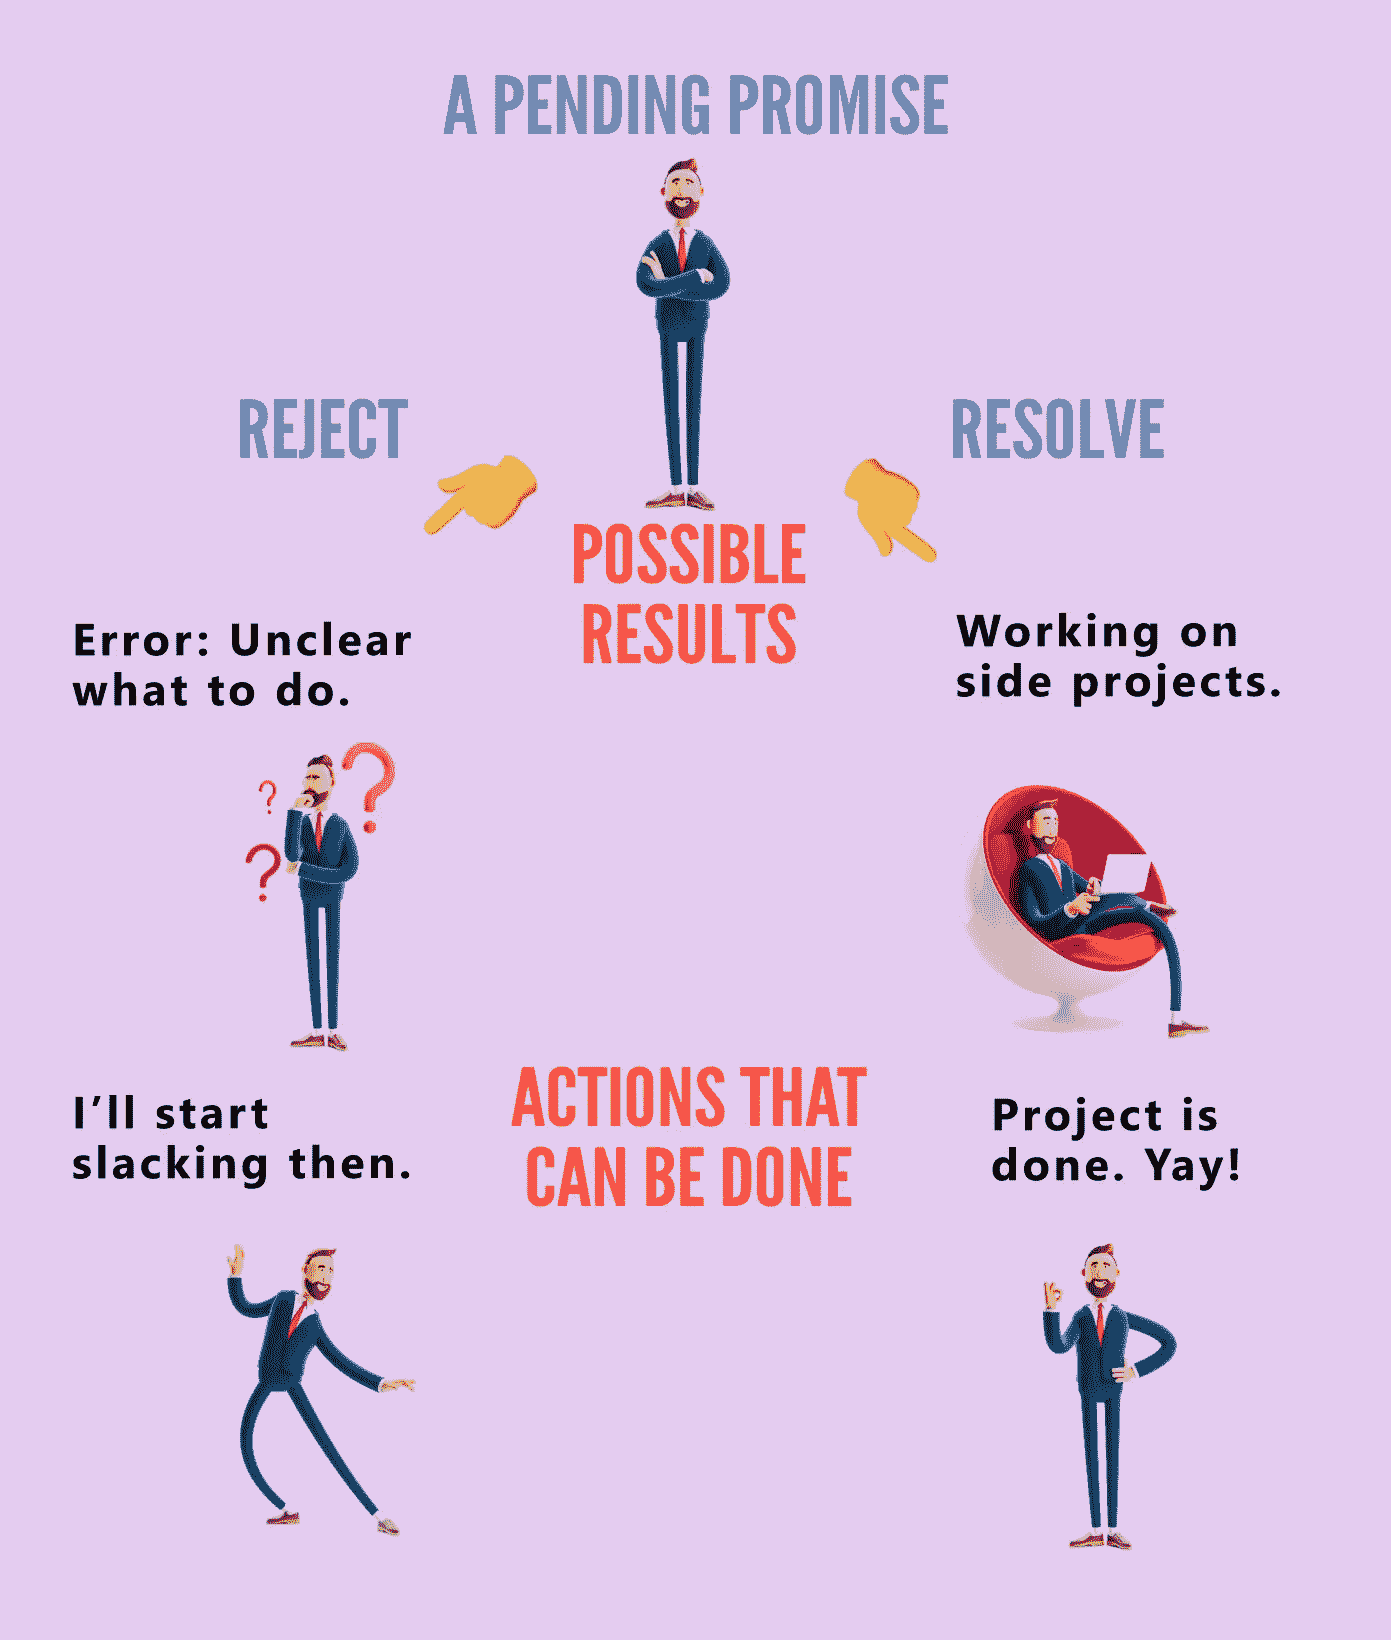 A PENDING PROMISE
REJECT
RESOLVE
POSSIBLE
RESULTS
Error: Unclear
what to do.
Working on
side projects.
? ? ?
ACTIONS THAT
CAN BE DONE
I’ll start
slacking then.
Project is
done. Yay!